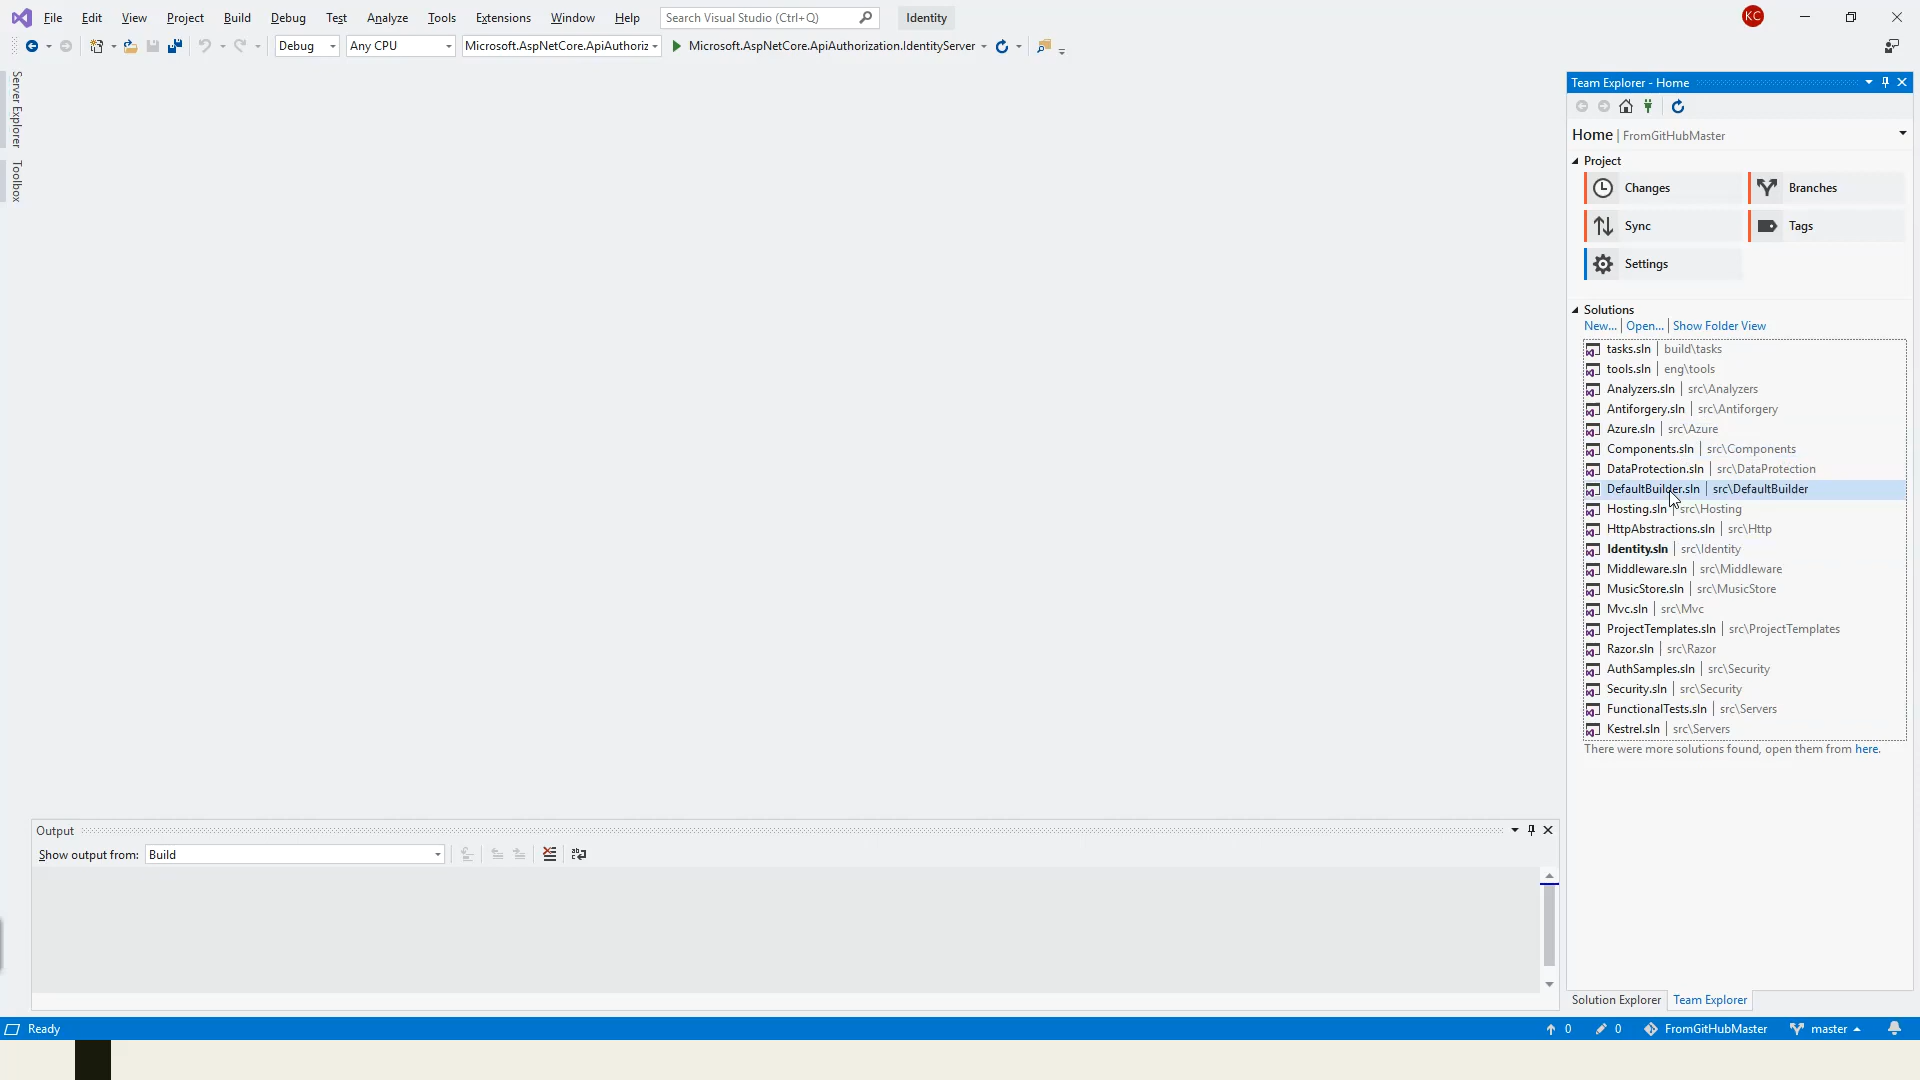 File Edit View Project Build Debug Test Analyze Tools Extensions Window Help Search Visual Studio (Ctrl+Q) Identity KC
Debug Any CPU Microsoft.AspNetCore.ApiAuthoriz Microsoft.AspNetCore.ApiAuthorization.IdentityServer
Server Explorer
Toolbox
Team Explorer - Home
Home | FromGitHubMaster
Project
Changes Branches
Sync Tags
Settings
Solutions
New... | Open... | Show Folder View
tasks.sln | build\tasks
tools.sln | eng\tools
Analyzers.sln | src\Analyzers
Antiforgery.sln | src\Antiforgery
Azure.sln | src\Azure
Components.sln | src\Components
DataProtection.sln | src\DataProtection
DefaultBuilder.sln | src\DefaultBuilder
Hosting.sln | src\Hosting
HttpAbstractions.sln | src\Http
Identity.sln | src\Identity
Middleware.sln | src\Middleware
MusicStore.sln | src\MusicStore
Mvc.sln | src\Mvc
ProjectTemplates.sln | src\ProjectTemplates
Razor.sln | src\Razor
AuthSamples.sln | src\Security
Security.sln | src\Security
FunctionalTests.sln | src\Servers
Kestrel.sln | src\Servers
There were more solutions found, open them from here.
Output
Show output from: Build
Solution Explorer Team Explorer
Ready 0 0 FromGitHubMaster master